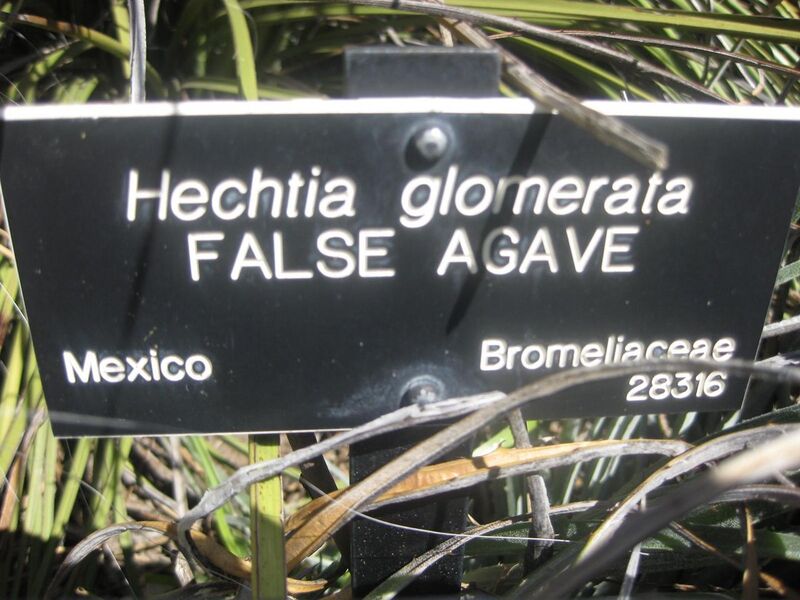 Hechtia glomerata
FALSE AGAVE
Mexico
Bromeliaceae
28316